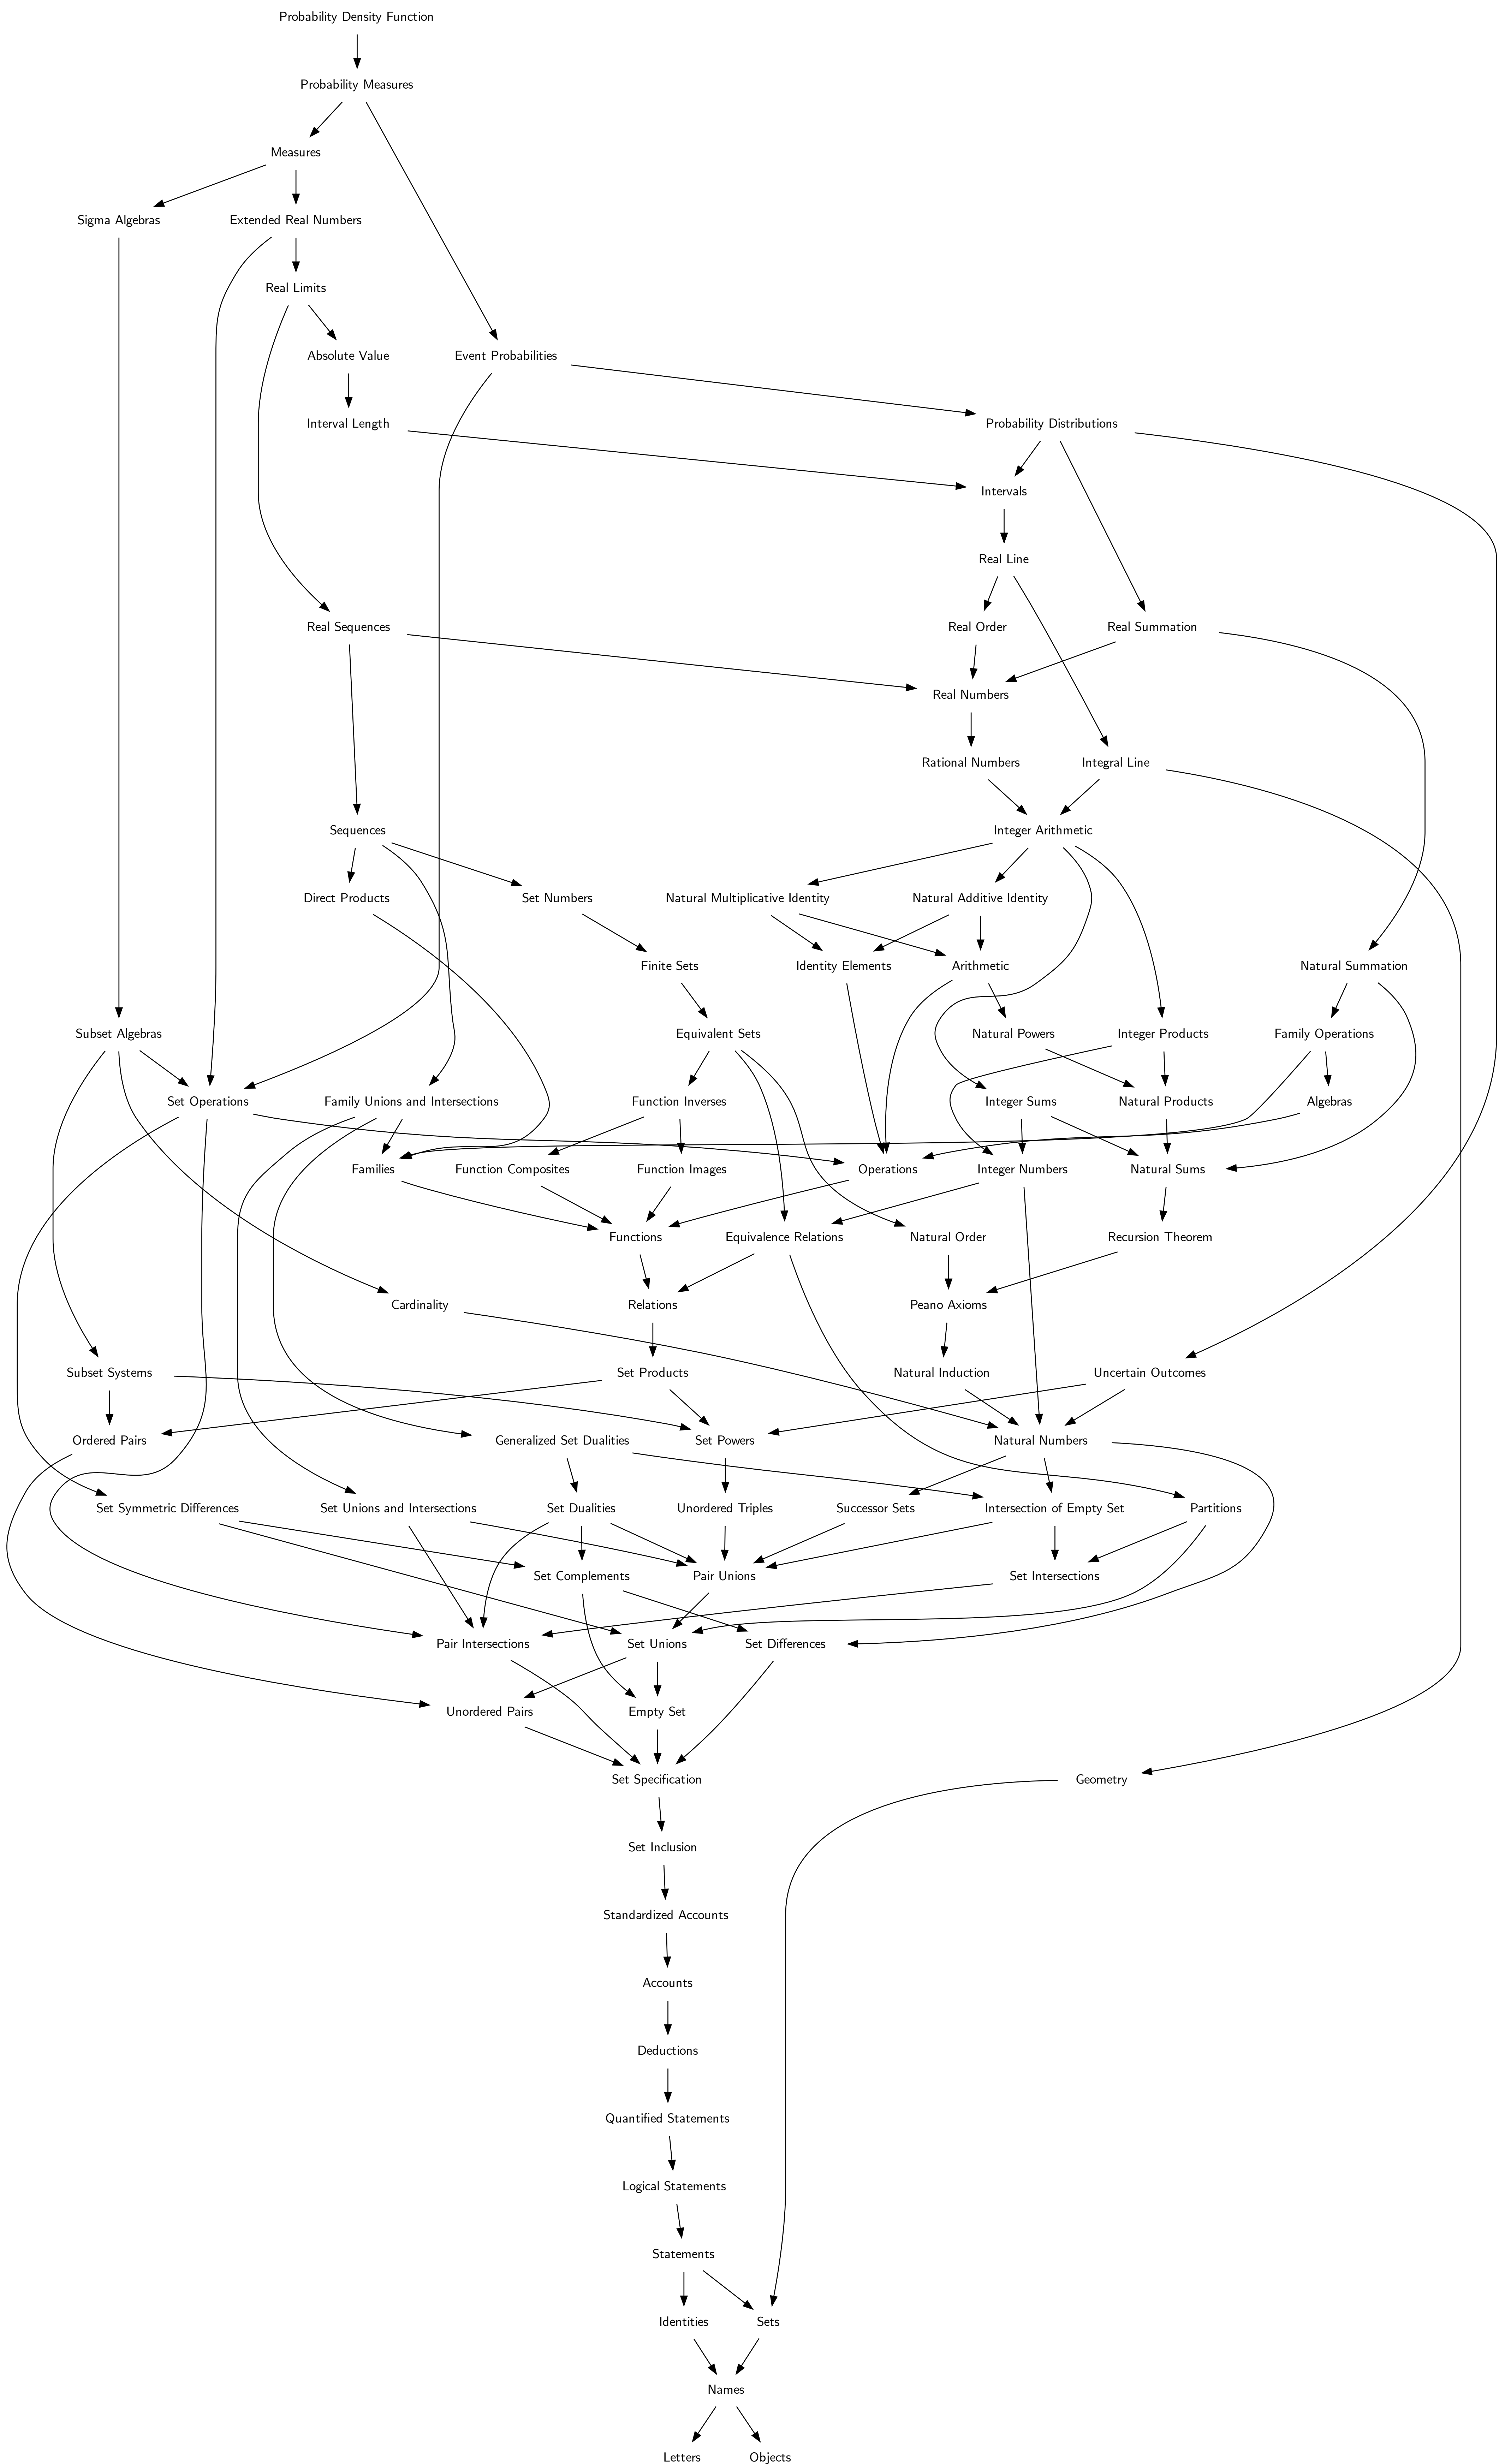 Probability Density Function
Probability Measures
Measures
Sigma Algebras
Extended Real Numbers
Real Limits
Absolute Value
Event Probabilities
Interval Length
Probability Distributions
Intervals
Real Line
Real Sequences
Real Order
Real Summation
Real Numbers
Rational Numbers
Integral Line
Sequences
Integer Arithmetic
Direct Products
Set Numbers
Natural Multiplicative Identity
Natural Additive Identity
Finite Sets
Identity Elements
Arithmetic
Natural Summation
Subset Algebras
Equivalent Sets
Natural Powers
Integer Products
Family Operations
Set Operations
Family Unions and Intersections
Function Inverses
Integer Sums
Natural Products
Algebras
Families
Function Composites
Function Images
Operations
Integer Numbers
Natural Sums
Functions
Equivalence Relations
Natural Order
Recursion Theorem
Cardinality
Relations
Peano Axioms
Subset Systems
Set Products
Natural Induction
Uncertain Outcomes
Ordered Pairs
Generalized Set Dualities
Set Powers
Natural Numbers
Set Symmetric Differences
Set Unions and Intersections
Set Dualities
Unordered Triples
Successor Sets
Intersection of Empty Set
Partitions
Set Complements
Pair Unions
Set Intersections
Pair Intersections
Set Unions
Set Differences
Unordered Pairs
Empty Set
Set Specification
Geometry
Set Inclusion
Standardized Accounts
Accounts
Deductions
Quantified Statements
Logical Statements
Statements
Identities
Sets
Names
Letters
Objects